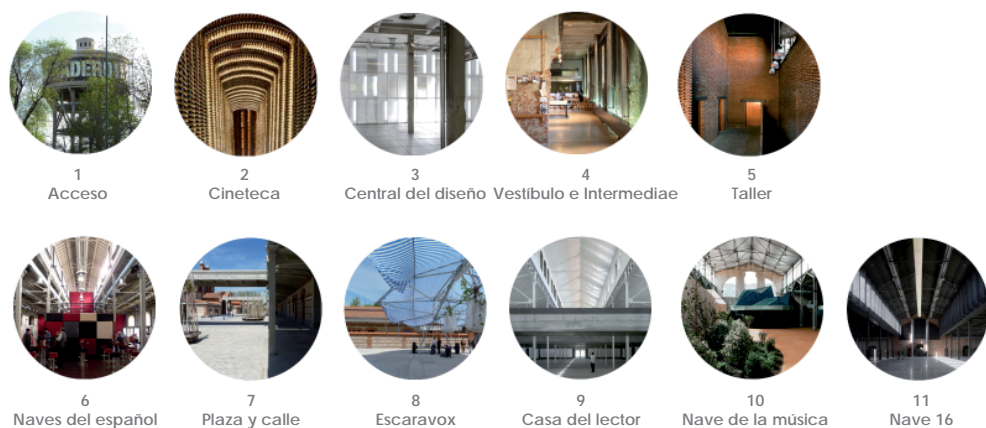 ADERO
1
Acceso
2
Cineteca
3
Central del diseño
4
Vestíbulo e Intermediae
5
Taller
6
Naves del español
7
Plaza y calle
8
Escaravox
9
Casa del lector
10
Nave de la música
11
Nave 16